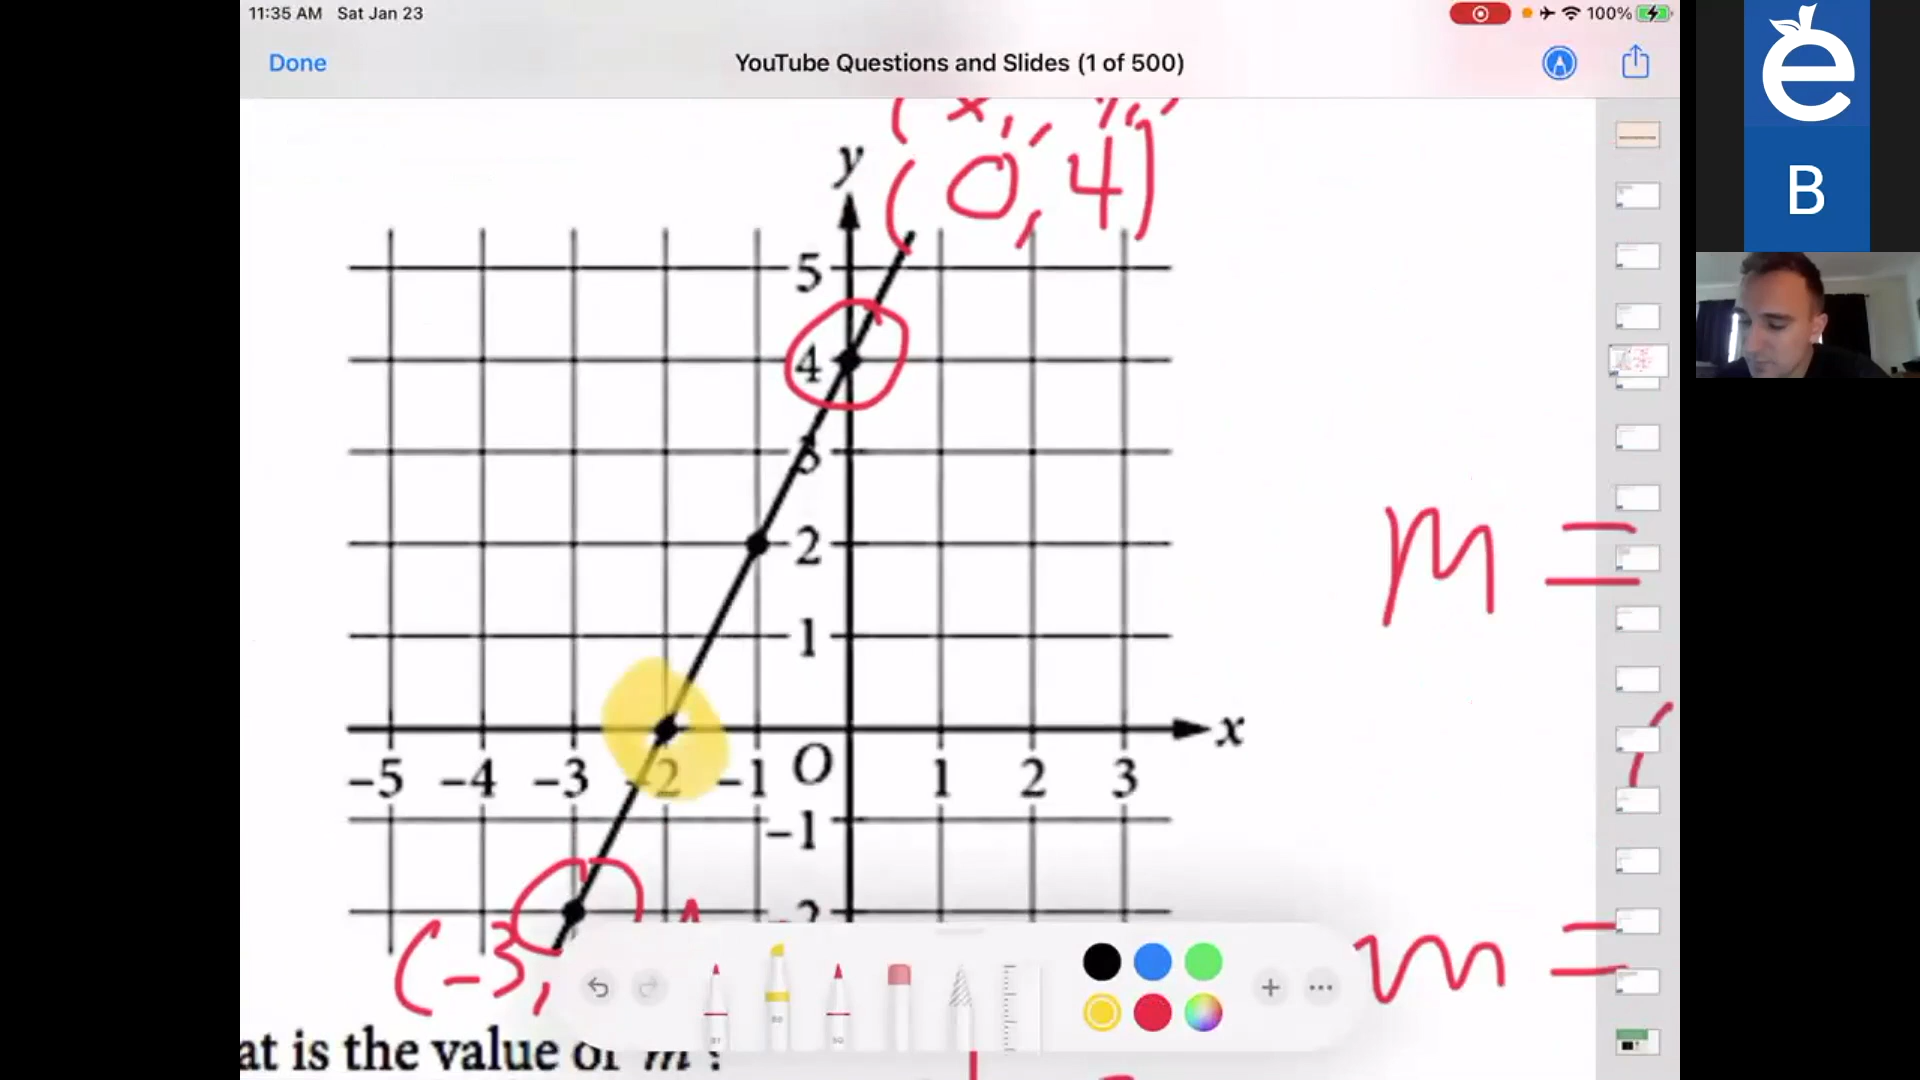 11:35 AM Sat Jan 23
100%
Done
YouTube Questions and Slides (1 of 500)
e
B
y
(0, 4)
5
4
3
2
1
x
O
-5 -4 -3 -2 -1 1 2 3
-1
-2
m =
(-3,
m =
at is the value of m?